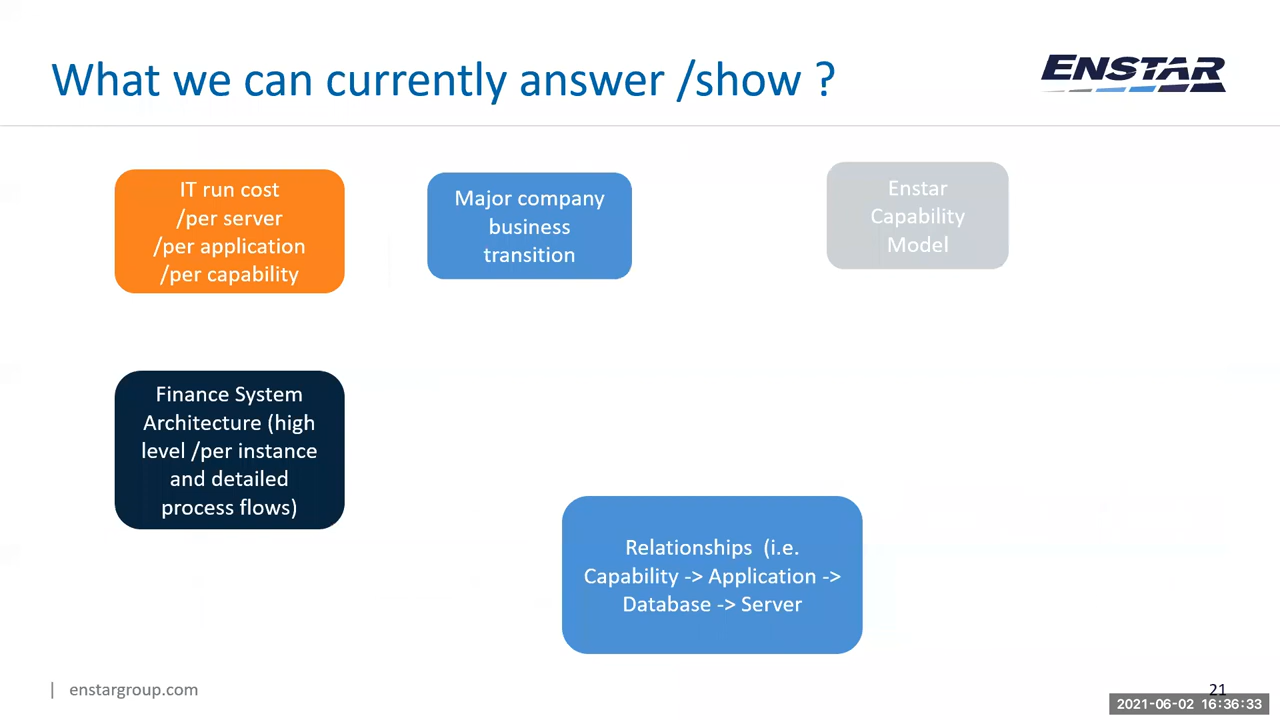 What we can currently answer /show ?
ENSTAR
IT run cost
/per server
/per application
/per capability
Major company
business
transition
Enstar
Capability
Model
Finance System
Architecture (high
level /per instance
and detailed
process flows)
Relationships  (i.e.
Capability -> Application ->
Database -> Server
| enstargroup.com
21
2021-06-02 16:36:33